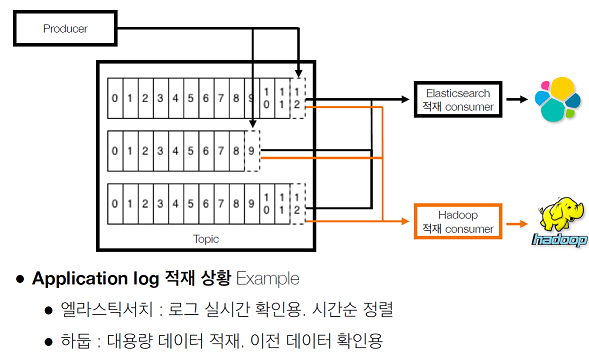 Producer
0 1 2 3 4 5 6 7 8 9 10 11 12
Elasticsearch
적재 consumer
0 1 2 3 4 5 6 7 8 9
0 1 2 3 4 5 6 7 8 9 10 11 12
Hadoop
적재 consumer
hadoop
Topic
● Application log 적재 상황 Example
● 엘라스틱서치 : 로그 실시간 확인용. 시간순 정렬
● 하둡 : 대용량 데이터 적재. 이전 데이터 확인용